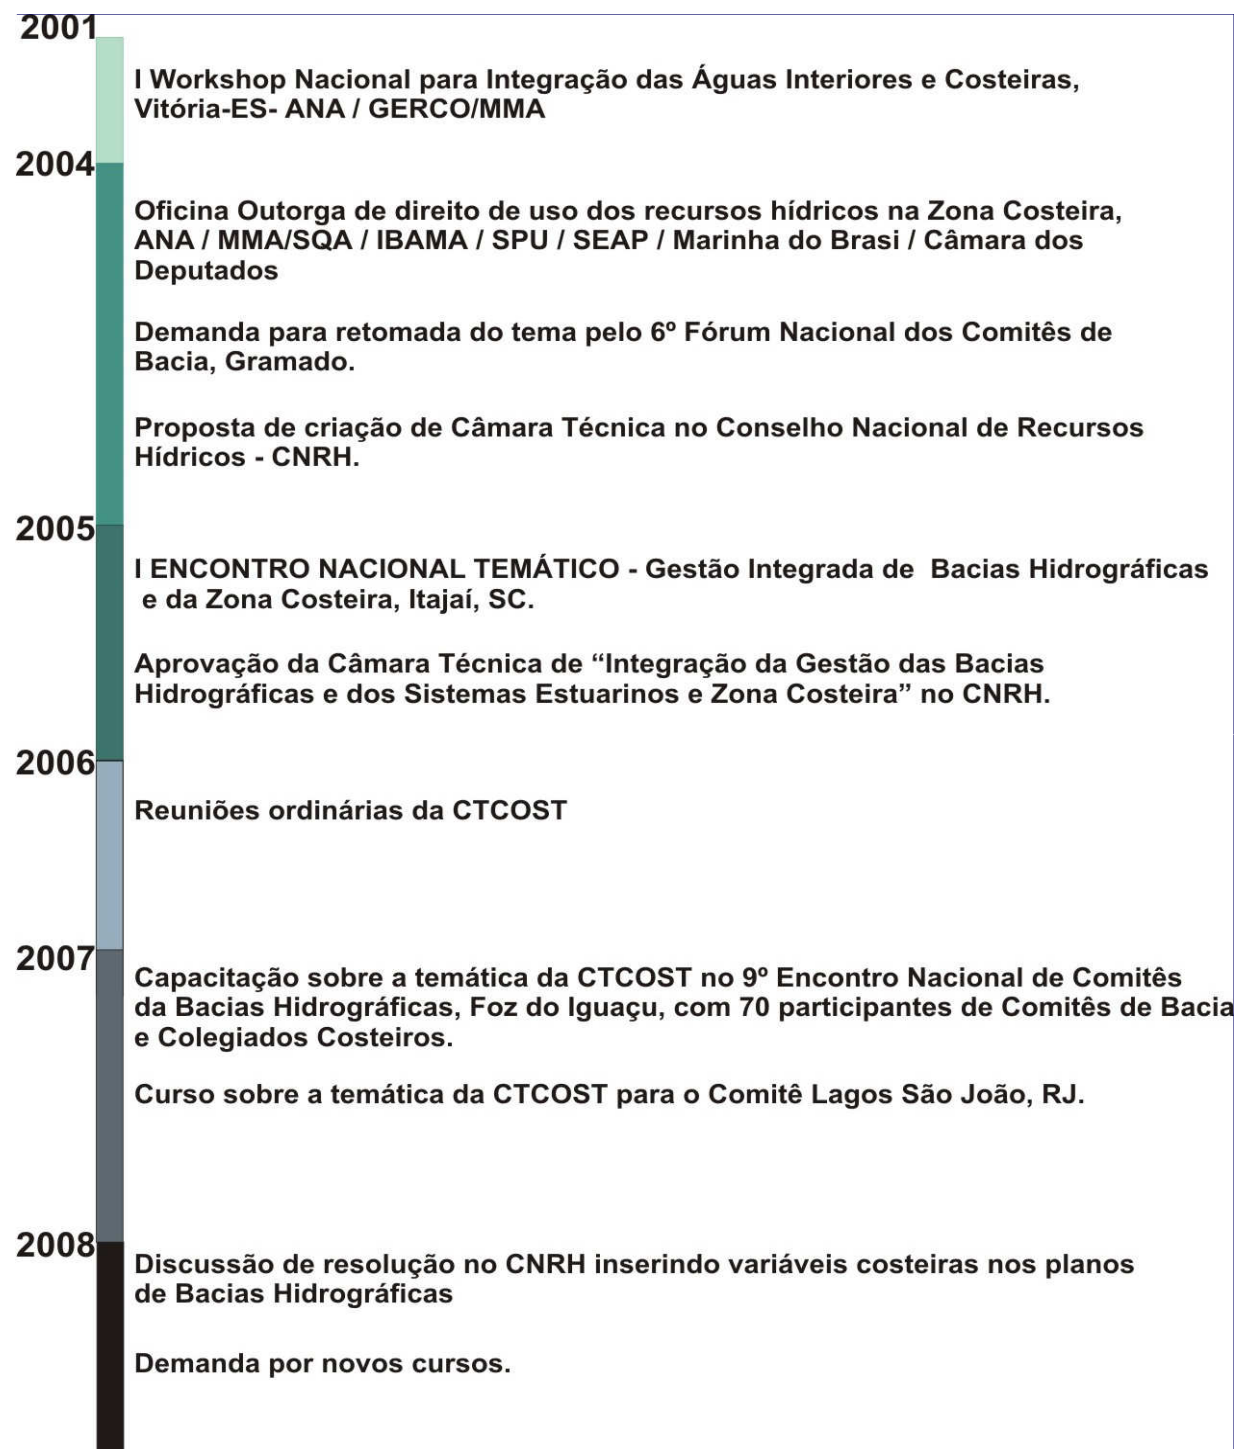 2001
I Workshop Nacional para Integração das Águas Interiores e Costeiras,
Vitória-ES- ANA / GERCO/MMA
2004
Oficina Outorga de direito de uso dos recursos hídricos na Zona Costeira,
ANA / MMA/SQA / IBAMA / SPU / SEAP / Marinha do Brasi / Câmara dos
Deputados
Demanda para retomada do tema pelo 6º Fórum Nacional dos Comitês de
Bacia, Gramado.
Proposta de criação de Câmara Técnica no Conselho Nacional de Recursos
Hídricos - CNRH.
2005
I ENCONTRO NACIONAL TEMÁTICO - Gestão Integrada de  Bacias Hidrográficas
e da Zona Costeira, Itajaí, SC.
Aprovação da Câmara Técnica de “Integração da Gestão das Bacias
Hidrográficas e dos Sistemas Estuarinos e Zona Costeira” no CNRH.
2006
Reuniões ordinárias da CTCOST
2007
Capacitação sobre a temática da CTCOST no 9º Encontro Nacional de Comitês
da Bacias Hidrográficas, Foz do Iguaçu, com 70 participantes de Comitês de Bacia
e Colegiados Costeiros.
Curso sobre a temática da CTCOST para o Comitê Lagos São João, RJ.
2008
Discussão de resolução no CNRH inserindo variáveis costeiras nos planos
de Bacias Hidrográficas
Demanda por novos cursos.